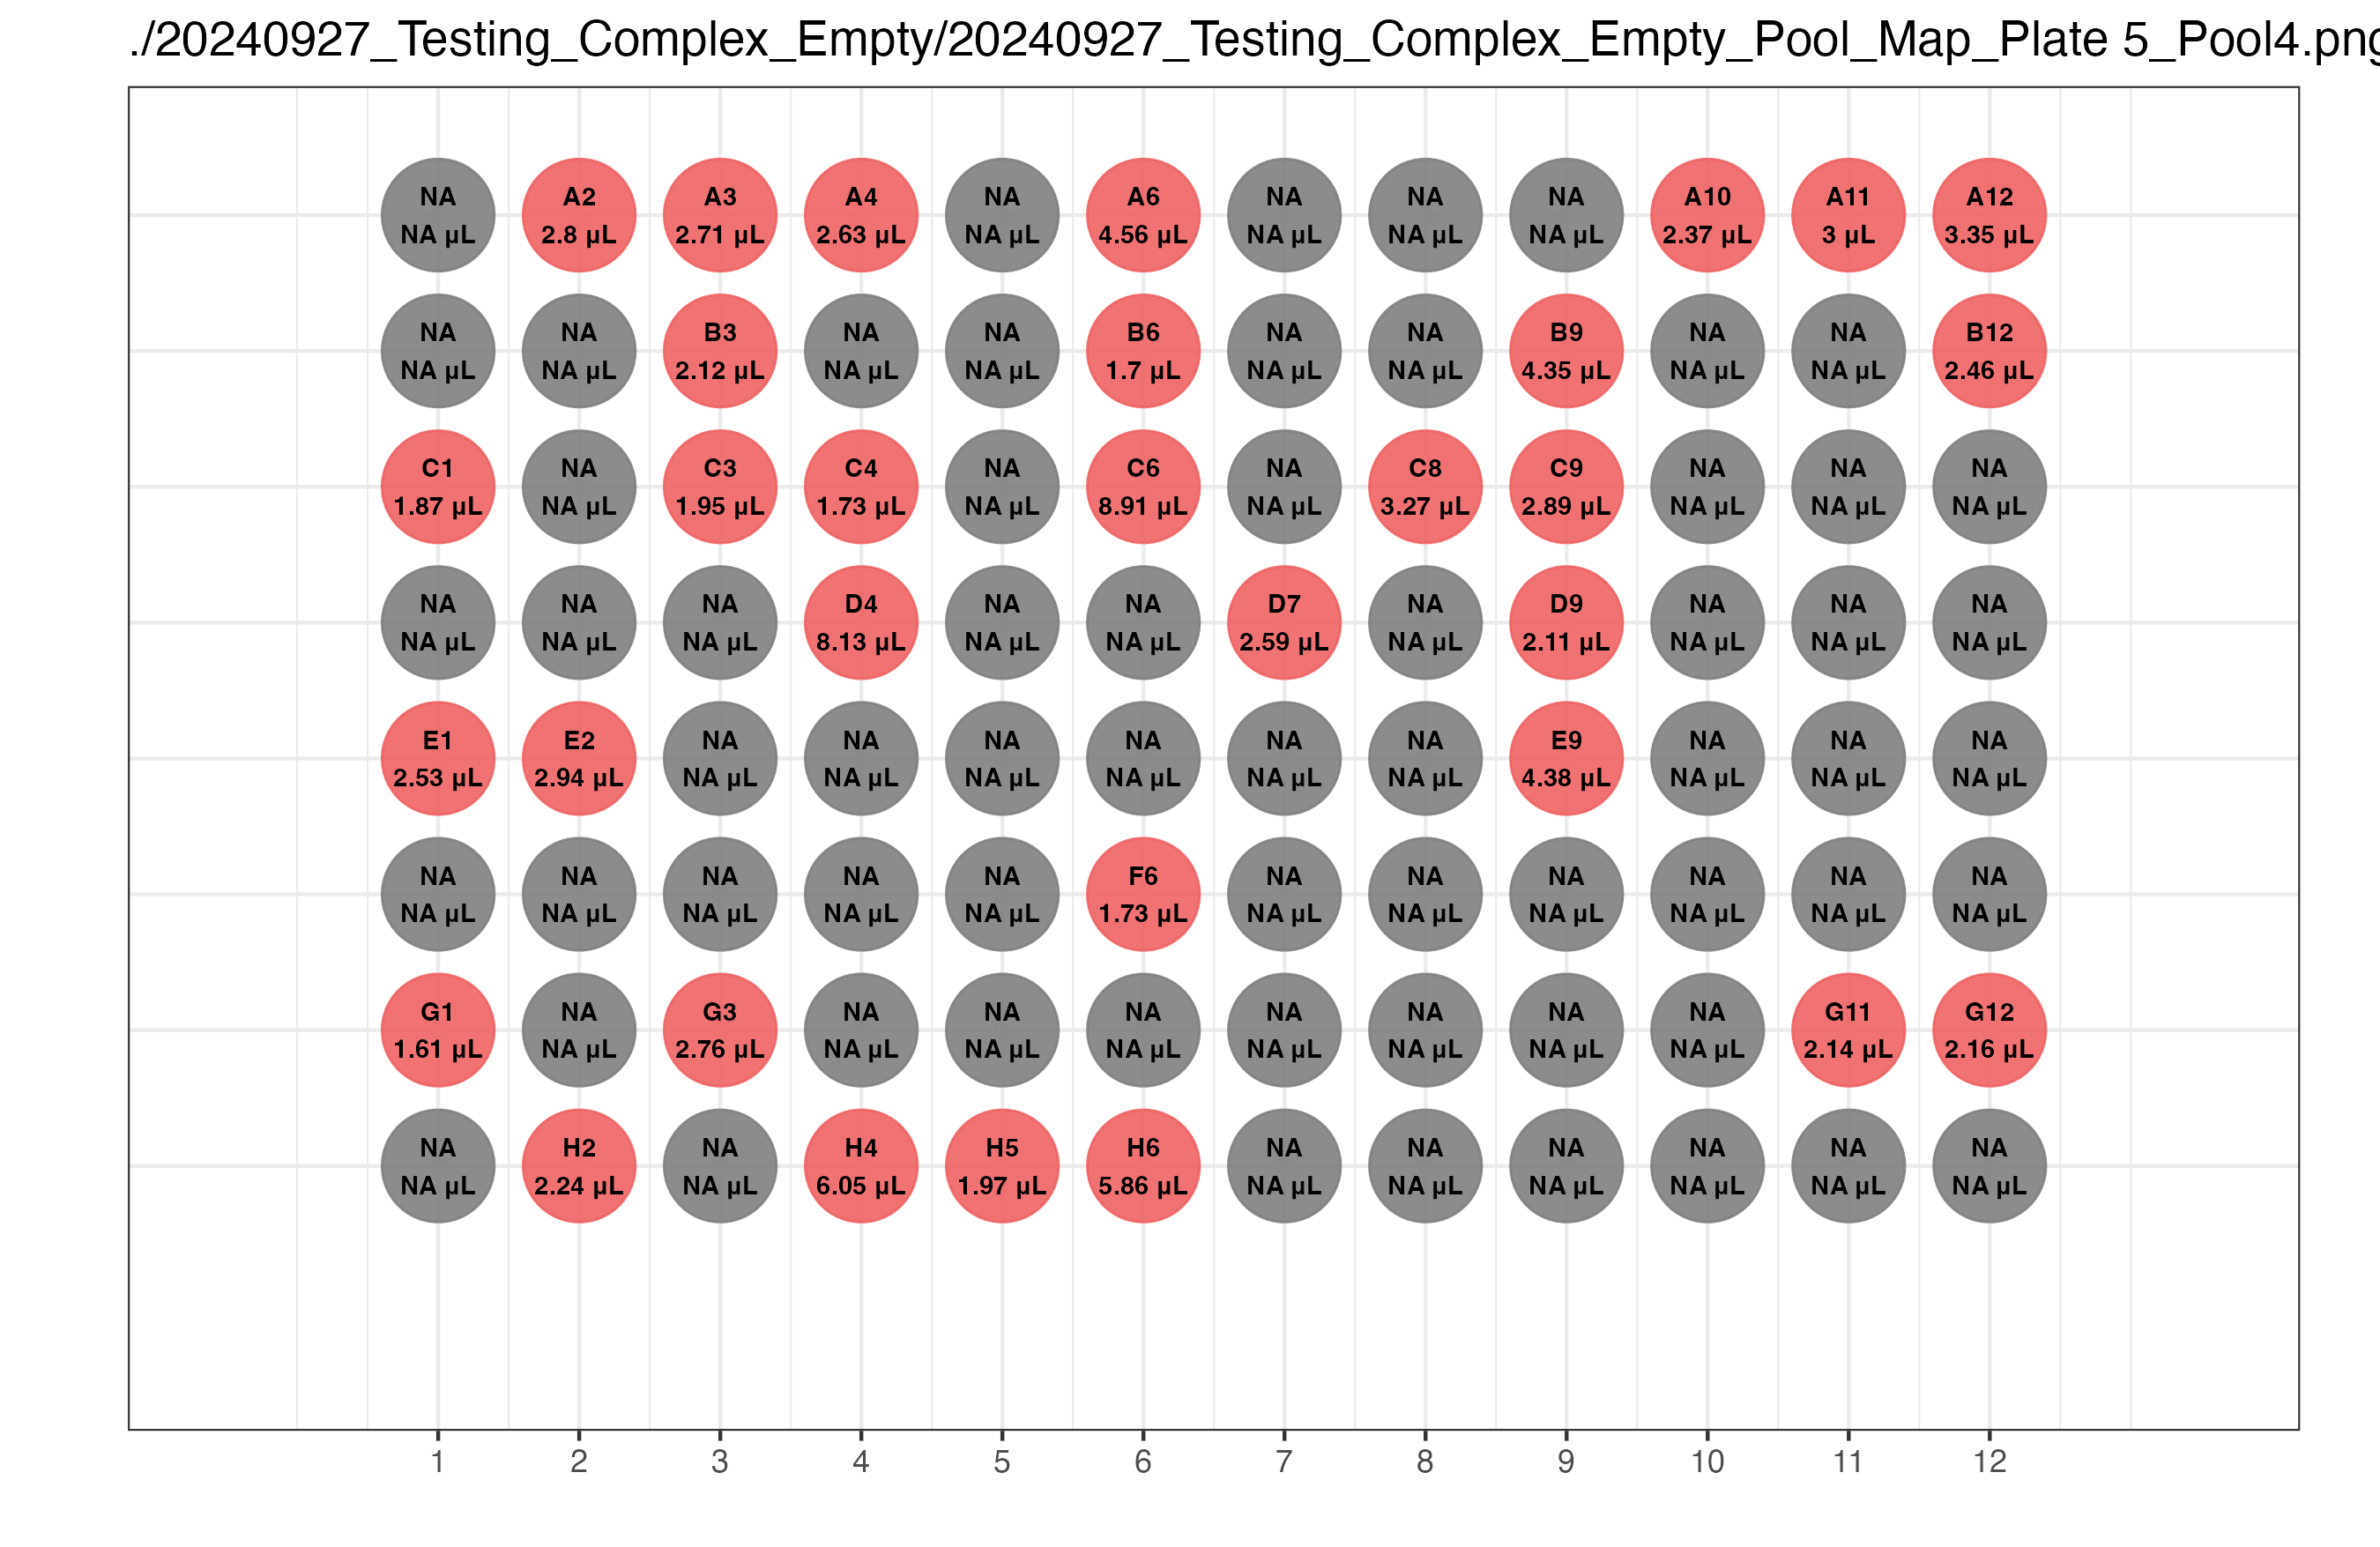 ./20240927_Testing_Complex_Empty/20240927_Testing_Complex_Empty_Pool_Map_Plate 5_Pool4.png
NA A2 A3 A4 NA A6 NA NA NA A10 A11 A12
NA µL 2.8 µL 2.71 µL 2.63 µL NA µL 4.56 µL NA µL NA µL NA µL 2.37 µL 3 µL 3.35 µL
NA NA B3 NA NA B6 NA NA B9 NA NA B12
NA µL NA µL 2.12 µL NA µL NA µL 1.7 µL NA µL NA µL 4.35 µL NA µL NA µL 2.46 µL
C1 NA C3 C4 NA C6 NA C8 C9 NA NA NA
1.87 µL NA µL 1.95 µL 1.73 µL NA µL 8.91 µL NA µL 3.27 µL 2.89 µL NA µL NA µL NA µL
NA NA NA D4 NA NA D7 NA D9 NA NA NA
NA µL NA µL NA µL 8.13 µL NA µL NA µL 2.59 µL NA µL 2.11 µL NA µL NA µL NA µL
E1 E2 NA NA NA NA NA NA E9 NA NA NA
2.53 µL 2.94 µL NA µL NA µL NA µL NA µL NA µL NA µL 4.38 µL NA µL NA µL NA µL
NA NA NA NA NA F6 NA NA NA NA NA NA
NA µL NA µL NA µL NA µL NA µL 1.73 µL NA µL NA µL NA µL NA µL NA µL NA µL
G1 NA G3 NA NA NA NA NA NA NA G11 G12
1.61 µL NA µL 2.76 µL NA µL NA µL NA µL NA µL NA µL NA µL NA µL 2.14 µL 2.16 µL
NA H2 NA H4 H5 H6 NA NA NA NA NA NA
NA µL 2.24 µL NA µL 6.05 µL 1.97 µL 5.86 µL NA µL NA µL NA µL NA µL NA µL NA µL
1 2 3 4 5 6 7 8 9 10 11 12